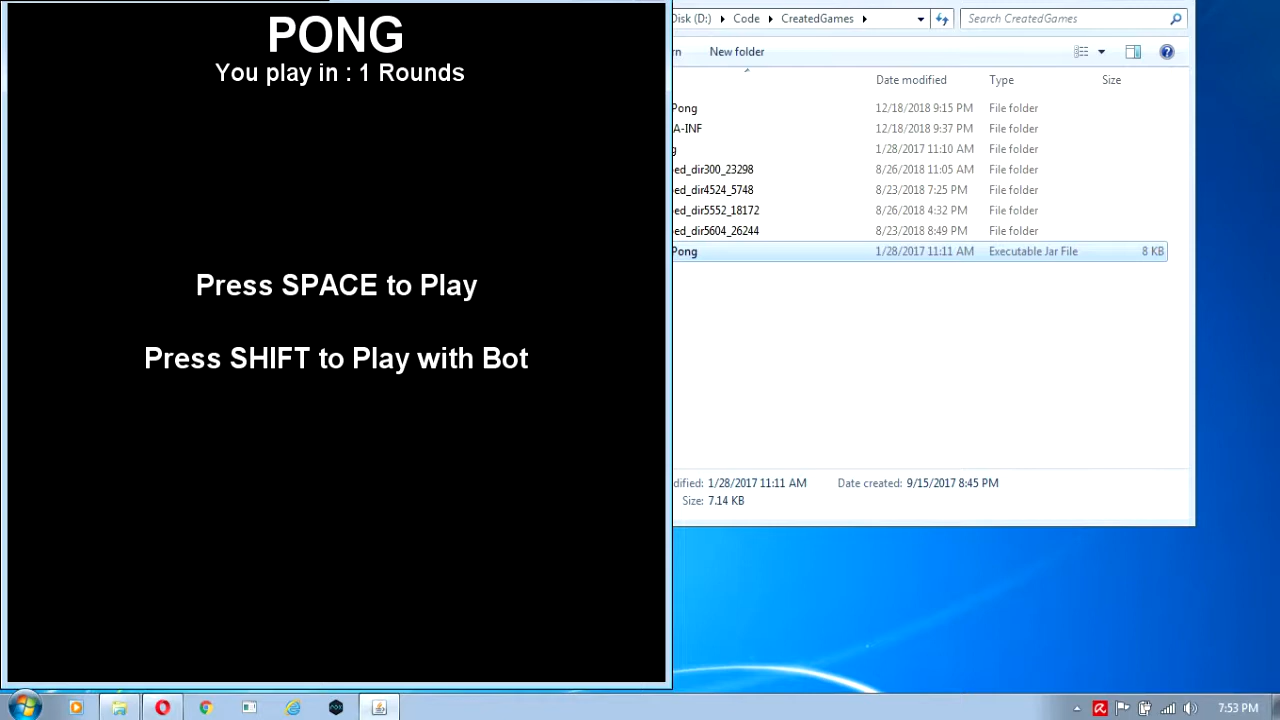 PONG
You play in : 1 Rounds
Press SPACE to Play
Press SHIFT to Play with Bot
Disk (D:) Code CreatedGames
Search CreatedGames
New folder
Date modified Type Size
Pong 12/18/2018 9:15 PM File folder
A-INF 12/18/2018 9:37 PM File folder
g 1/28/2017 11:10 AM File folder
ed_dir300_23298 8/26/2018 11:05 AM File folder
ed_dir4524_5748 8/23/2018 7:25 PM File folder
ed_dir5552_18172 8/26/2018 4:32 PM File folder
ed_dir5604_26244 8/23/2018 8:49 PM File folder
Pong 1/28/2017 11:11 AM Executable Jar File 8 KB
dified: 1/28/2017 11:11 AM Date created: 9/15/2017 8:45 PM
Size: 7.14 KB
7:53 PM